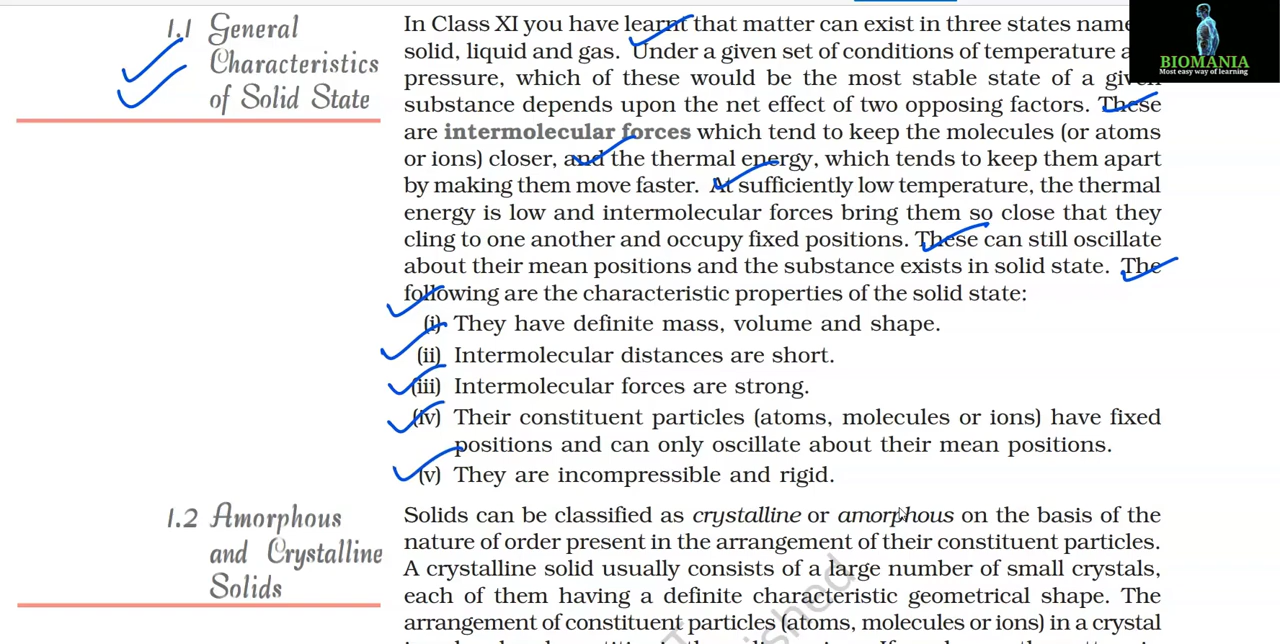 1.1 General
Characteristics
of Solid State
In Class XI you have learnt that matter can exist in three states
solid, liquid and gas. Under a given set of conditions of temperature
pressure, which of these would be the most stable state of a
substance depends upon the net effect of two opposing factors. These
are intermolecular forces which tend to keep the molecules (or atoms
or ions) closer, and the thermal energy, which tends to keep them apart
by making them move faster. At sufficiently low temperature, the thermal
energy is low and intermolecular forces bring them so close that they
cling to one another and occupy fixed positions. These can still oscillate
about their mean positions and the substance exists in solid state. The
following are the characteristic properties of the solid state:
(i) They have definite mass, volume and shape.
(ii) Intermolecular distances are short.
(iii) Intermolecular forces are strong.
(iv) Their constituent particles (atoms, molecules or ions) have fixed
positions and can only oscillate about their mean positions.
(v) They are incompressible and rigid.
1.2 Amorphous
and Crystalline
Solids
Solids can be classified as crystalline or amorphous on the basis of the
nature of order present in the arrangement of their constituent particles.
A crystalline solid usually consists of a large number of small crystals,
each of them having a definite characteristic geometrical shape. The
arrangement of constituent particles (atoms, molecules or ions) in a crystal
BIOMANIA
Most easy way of learning